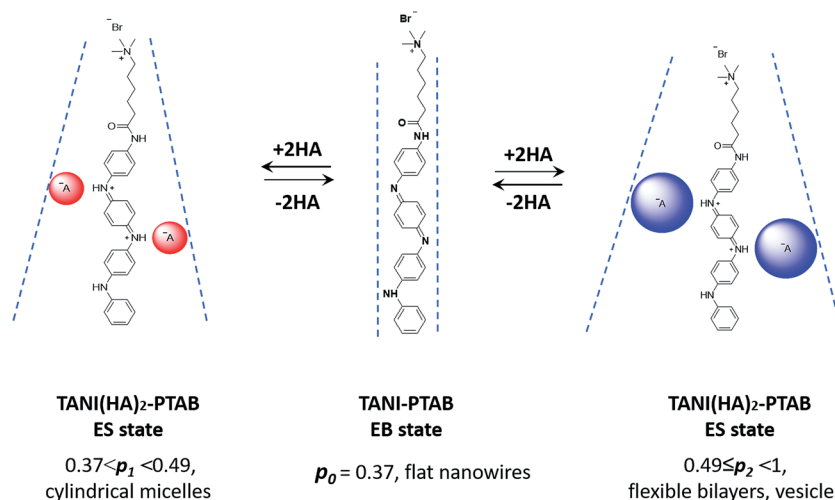 ⁻Br
N
+
O
NH
HN
+
⁻A
+
NH
⁻A
HN
+2HA
-2HA
Br⁻
N
+
O
NH
N
N
NH
+2HA
-2HA
⁻Br
N
+
O
NH
HN
+
⁻A
+
NH
⁻A
HN
TANI(HA)₂-PTAB
ES state
0.37<p₁ <0.49,
cylindrical micelles
TANI-PTAB
EB state
p₀ = 0.37, flat nanowires
TANI(HA)₂-PTAB
ES state
0.49≤p₂ <1,
flexible bilayers, vesicle